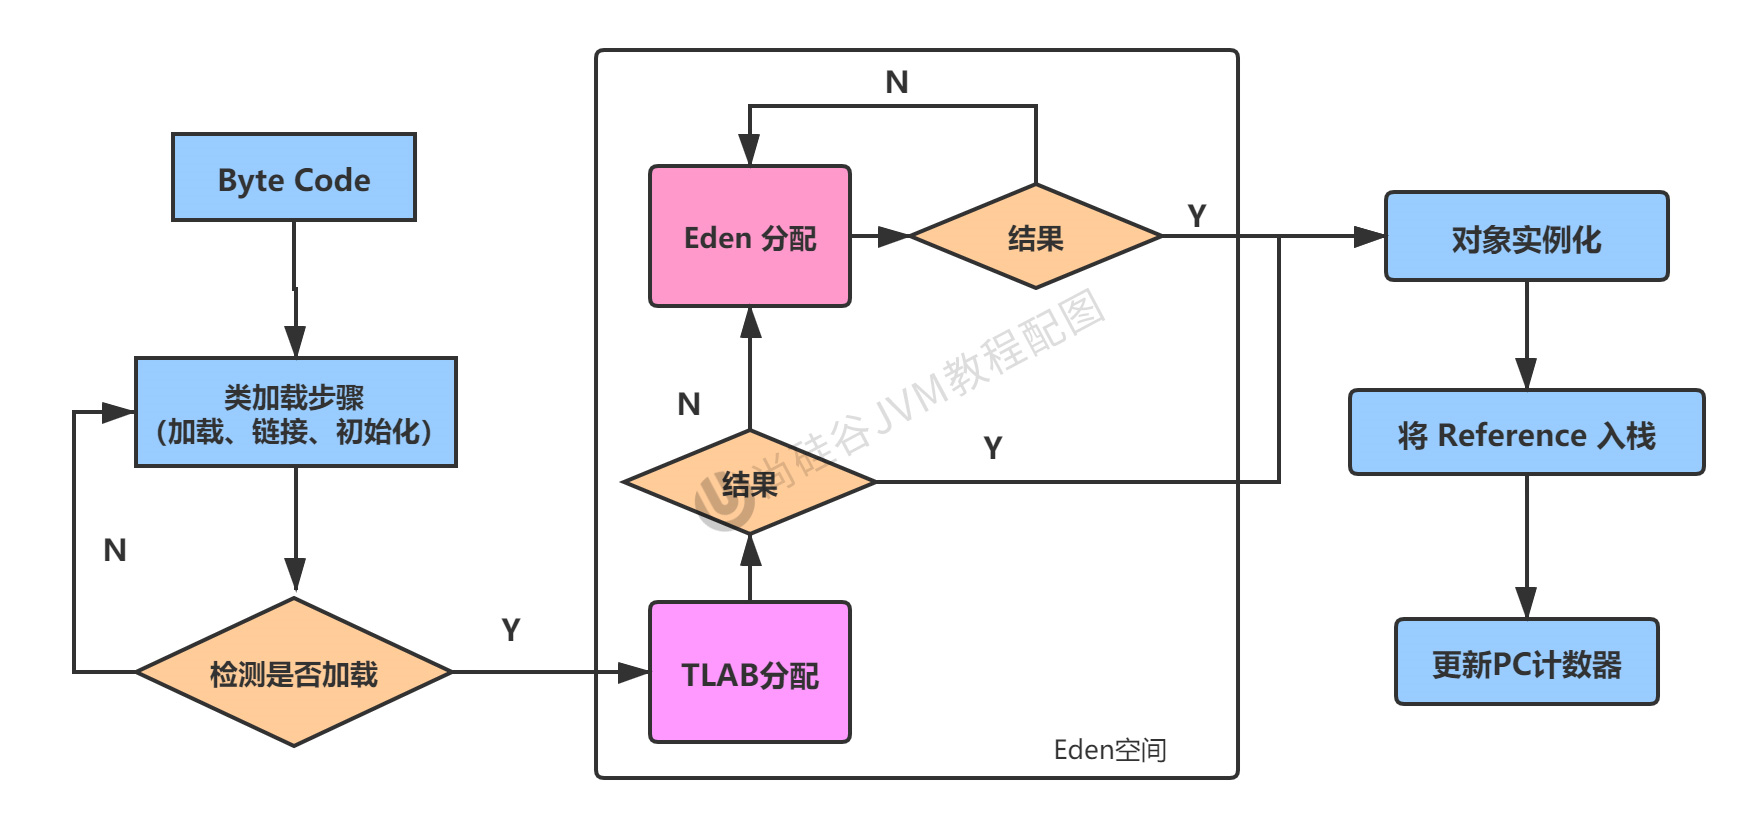 Byte Code
类加载步骤
（加载、链接、初始化）
N
检测是否加载
Y
N
Eden 分配
结果
Y
N
结果
Y
TLAB分配
Eden空间
对象实例化
将 Reference 入栈
更新PC计数器
尚硅谷JVM教程配图